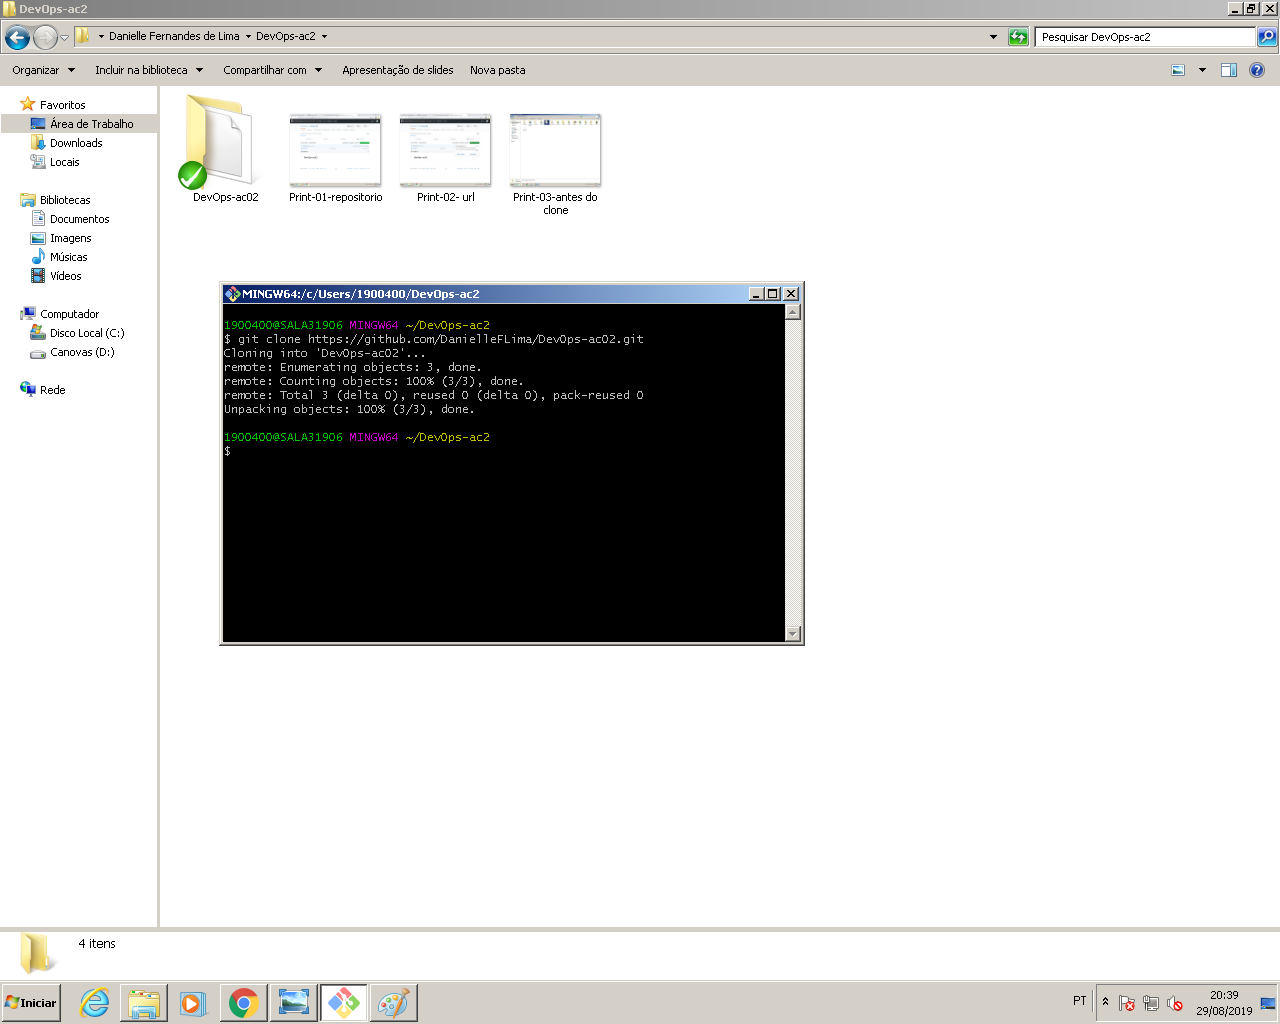 DevOps-ac2
Danielle Fernandes de Lima DevOps-ac2
Pesquisar DevOps-ac2
Organizar Incluir na biblioteca Compartilhar com Apresentação de slides Nova pasta
Favoritos
Área de Trabalho
Downloads
Locais
Bibliotecas
Documentos
Imagens
Músicas
Vídeos
Computador
Disco Local (C:)
Canovas (D:)
Rede
DevOps-ac02
Print-01-repositorio
Print-02- url
Print-03-antes do
clone
MINGW64:/c/Users/1900400/DevOps-ac2
1900400@SALA31906 MINGW64 ~/DevOps-ac2
$ git clone https://github.com/DanielleFLima/DevOps-ac02.git
Cloning into 'DevOps-ac02'...
remote: Enumerating objects: 3, done.
remote: Counting objects: 100% (3/3), done.
remote: Total 3 (delta 0), reused 0 (delta 0), pack-reused 0
Unpacking objects: 100% (3/3), done.
1900400@SALA31906 MINGW64 ~/DevOps-ac2
$
4 itens
Iniciar
PT
20:39
29/08/2019